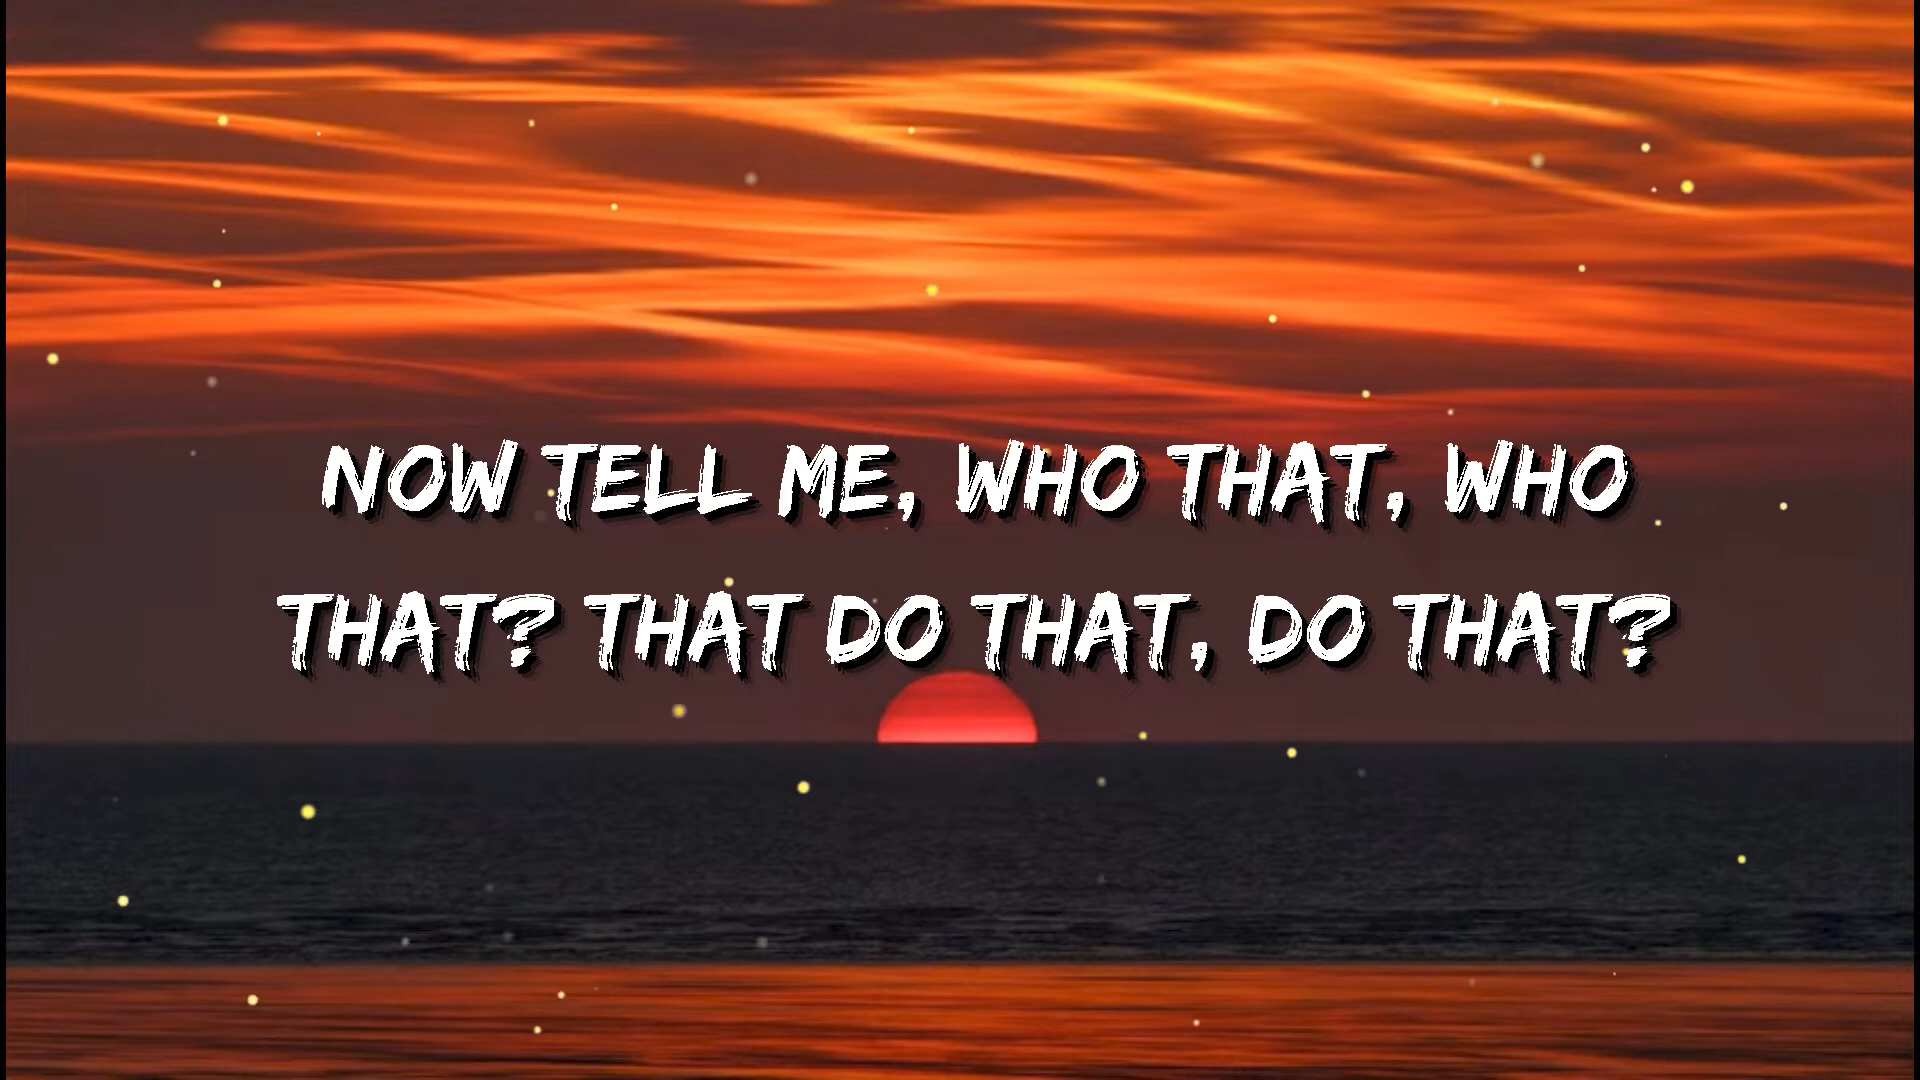 NOW TELL ME, WHO THAT, WHO
THAT? THAT DO THAT, DO THAT?